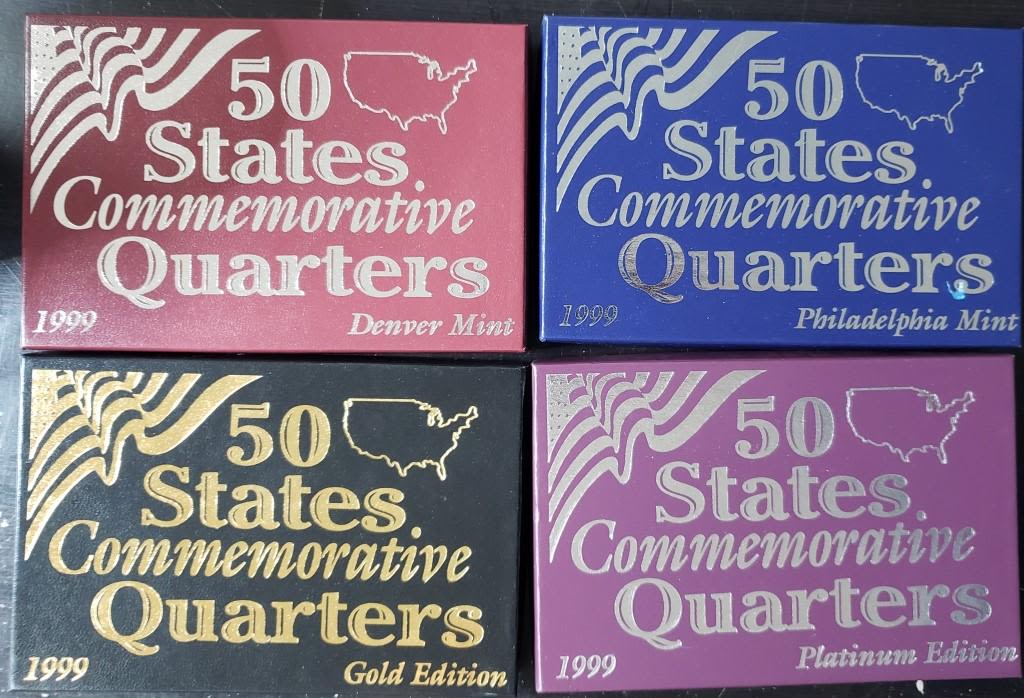 50
States
Commemorative
Quarters
1999 Denver Mint
50
States
Commemorative
Quarters
1999 Philadelphia Mint
50
States
Commemorative
Quarters
1999 Gold Edition
50
States
Commemorative
Quarters
1999 Platinum Edition